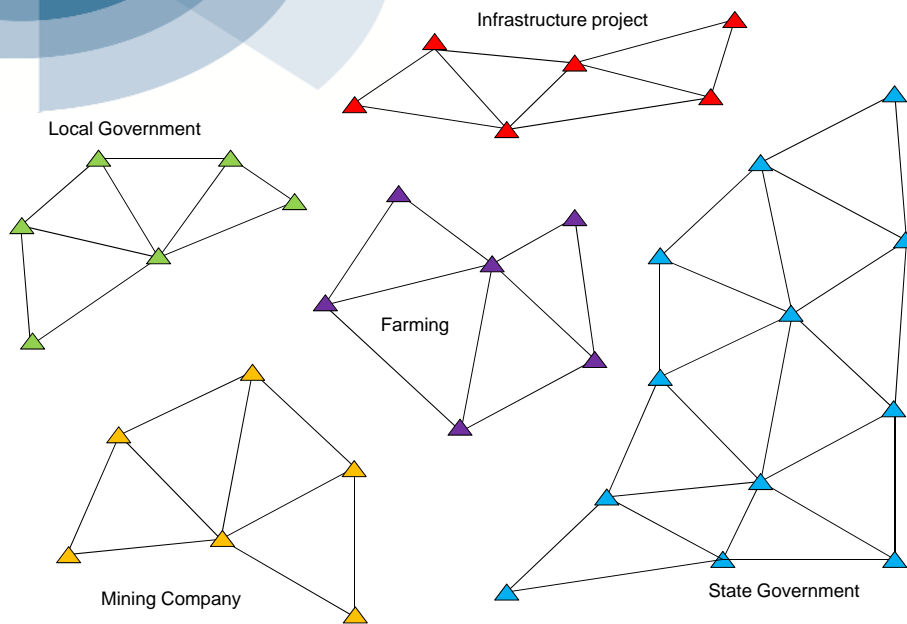 Infrastructure project
Local Government
Farming
Mining Company
State Government